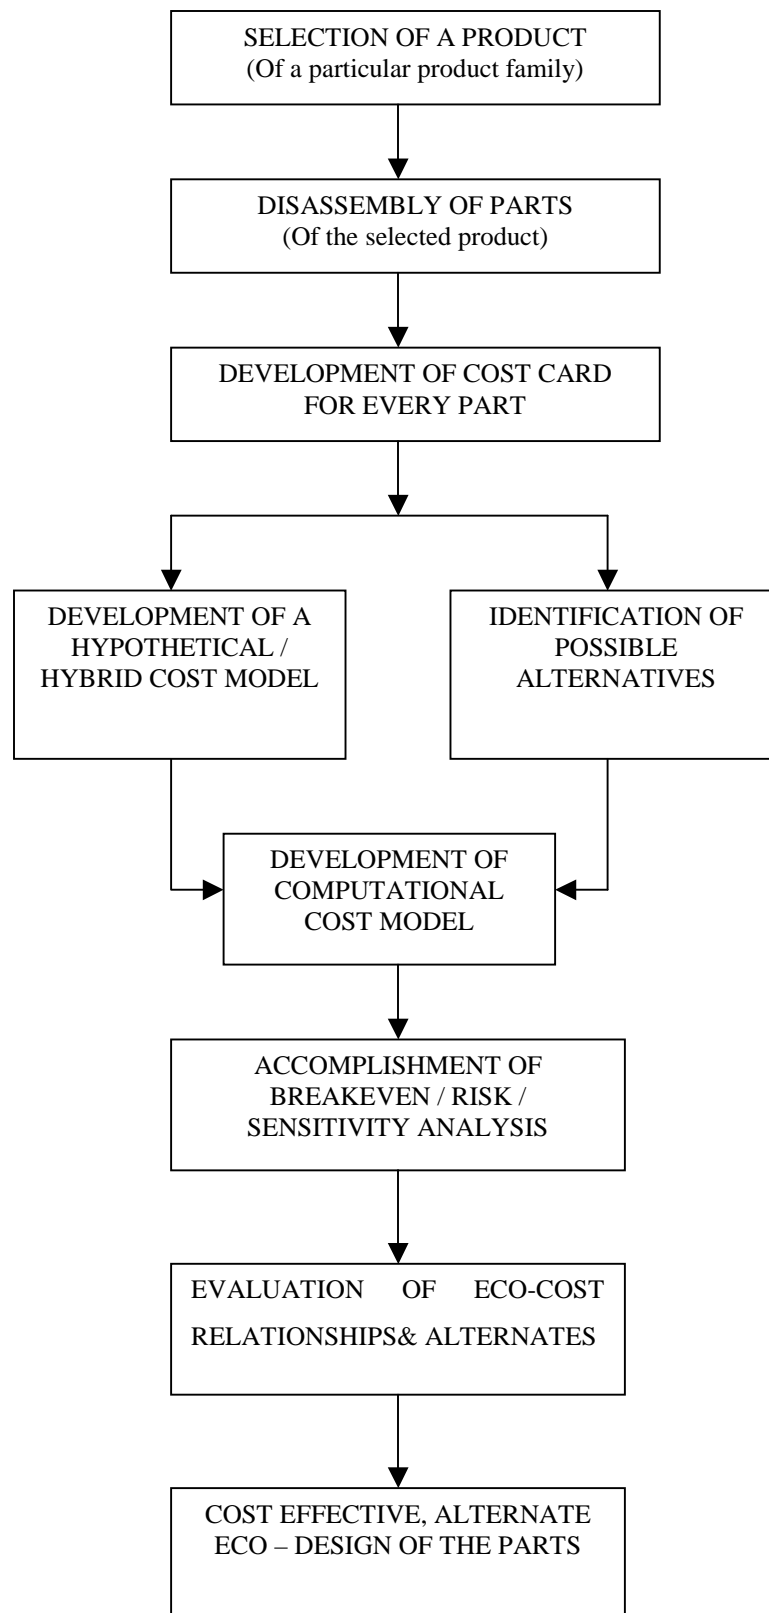 SELECTION OF A PRODUCT
(Of a particular product family)
DISASSEMBLY OF PARTS
(Of the selected product)
DEVELOPMENT OF COST CARD
FOR EVERY PART
DEVELOPMENT OF A
HYPOTHETICAL /
HYBRID COST MODEL
IDENTIFICATION OF
POSSIBLE
ALTERNATIVES
DEVELOPMENT OF
COMPUTATIONAL
COST MODEL
ACCOMPLISHMENT OF
BREAKEVEN / RISK /
SENSITIVITY ANALYSIS
EVALUATION OF ECO-COST
RELATIONSHIPS& ALTERNATES
COST EFFECTIVE, ALTERNATE
ECO – DESIGN OF THE PARTS